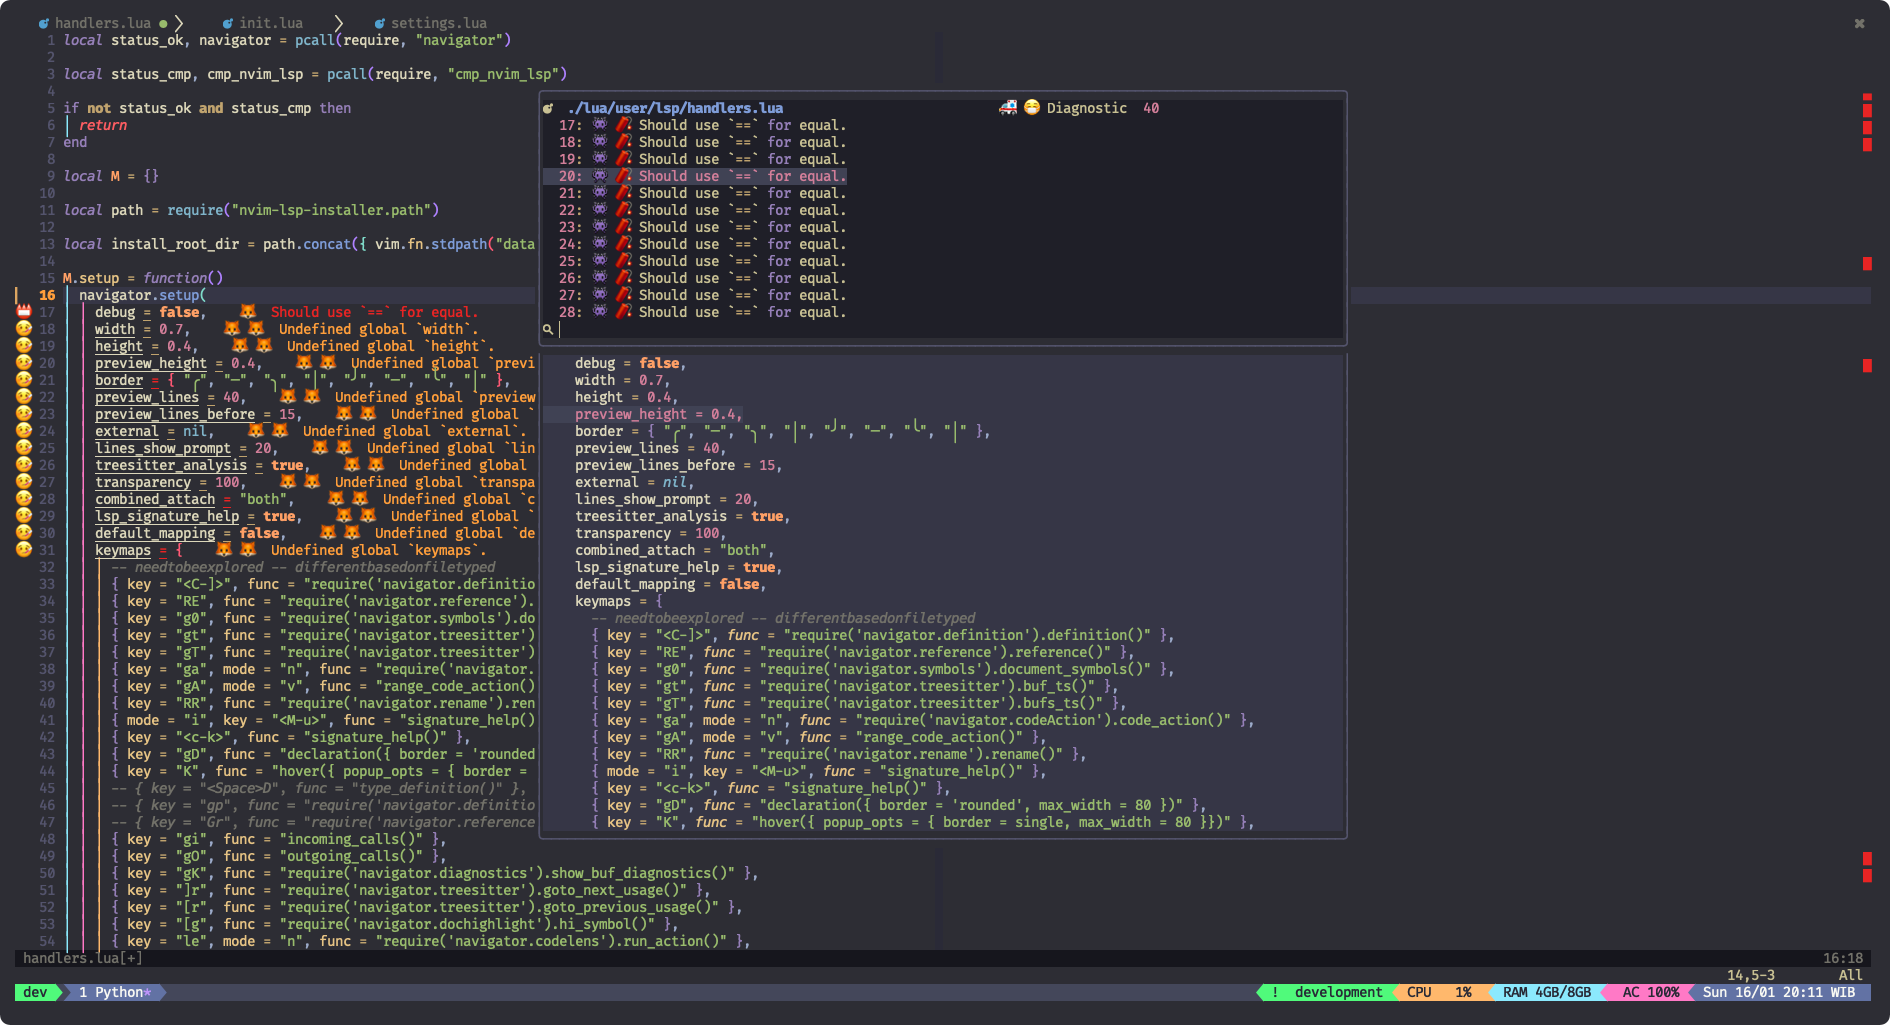 handlers.lua ● init.lua settings.lua ✖
1 local status_ok, navigator = pcall(require, "navigator")
2
3 local status_cmp, cmp_nvim_lsp = pcall(require, "cmp_nvim_lsp")
4
5 if not status_ok and status_cmp then
6 return
7 end
8
9 local M = {}
10
11 local path = require("nvim-lsp-installer.path")
12
13 local install_root_dir = path.concat({ vim.fn.stdpath("data
14
15 M.setup = function()
16 navigator.setup(
17 debug = false, Should use `==` for equal.
18 width = 0.7, Undefined global `width`.
19 height = 0.4, Undefined global `height`.
20 preview_height = 0.4, Undefined global `previ
21 border = { "╭", "─", "╮", "│", "╯", "─", "╰", "│" },
22 preview_lines = 40, Undefined global `preview
23 preview_lines_before = 15, Undefined global `
24 external = nil, Undefined global `external`.
25 lines_show_prompt = 20, Undefined global `lin
26 treesitter_analysis = true, Undefined global
27 transparency = 100, Undefined global `transpa
28 combined_attach = "both", Undefined global `c
29 lsp_signature_help = true, Undefined global `
30 default_mapping = false, Undefined global `de
31 keymaps = { Undefined global `keymaps`.
32 -- needtobeexplored -- differentbasedonfiletyped
33 { key = "<C-]>", func = "require('navigator.definitio
34 { key = "RE", func = "require('navigator.reference').
35 { key = "g0", func = "require('navigator.symbols').do
36 { key = "gt", func = "require('navigator.treesitter')
37 { key = "gT", func = "require('navigator.treesitter')
38 { key = "ga", mode = "n", func = "require('navigator.
39 { key = "gA", mode = "v", func = "range_code_action()
40 { key = "RR", func = "require('navigator.rename').ren
41 { mode = "i", key = "<M-u>", func = "signature_help()
42 { key = "<c-k>", func = "signature_help()" },
43 { key = "gD", func = "declaration({ border = 'rounded
44 { key = "K", func = "hover({ popup_opts = { border =
45 -- { key = "<Space>D", func = "type_definition()" },
46 -- { key = "gp", func = "require('navigator.definitio
47 -- { key = "Gr", func = "require('navigator.reference
48 { key = "gi", func = "incoming_calls()" },
49 { key = "gO", func = "outgoing_calls()" },
50 { key = "gK", func = "require('navigator.diagnostics').show_buf_diagnostics()" },
51 { key = "]r", func = "require('navigator.treesitter').goto_next_usage()" },
52 { key = "[r", func = "require('navigator.treesitter').goto_previous_usage()" },
53 { key = "[g", func = "require('navigator.dochighlight').hi_symbol()" },
54 { key = "le", mode = "n", func = "require('navigator.codelens').run_action()" },
./lua/user/lsp/handlers.lua Diagnostic 40
17: Should use `==` for equal.
18: Should use `==` for equal.
19: Should use `==` for equal.
20: Should use `==` for equal.
21: Should use `==` for equal.
22: Should use `==` for equal.
23: Should use `==` for equal.
24: Should use `==` for equal.
25: Should use `==` for equal.
26: Should use `==` for equal.
27: Should use `==` for equal.
28: Should use `==` for equal.
debug = false,
width = 0.7,
height = 0.4,
preview_height = 0.4,
border = { "╭", "─", "╮", "│", "╯", "─", "╰", "│" },
preview_lines = 40,
preview_lines_before = 15,
external = nil,
lines_show_prompt = 20,
treesitter_analysis = true,
transparency = 100,
combined_attach = "both",
lsp_signature_help = true,
default_mapping = false,
keymaps = {
-- needtobeexplored -- differentbasedonfiletyped
{ key = "<C-]>", func = "require('navigator.definition').definition()" },
{ key = "RE", func = "require('navigator.reference').reference()" },
{ key = "g0", func = "require('navigator.symbols').document_symbols()" },
{ key = "gt", func = "require('navigator.treesitter').buf_ts()" },
{ key = "gT", func = "require('navigator.treesitter').bufs_ts()" },
{ key = "ga", mode = "n", func = "require('navigator.codeAction').code_action()" },
{ key = "gA", mode = "v", func = "range_code_action()" },
{ key = "RR", func = "require('navigator.rename').rename()" },
{ mode = "i", key = "<M-u>", func = "signature_help()" },
{ key = "<c-k>", func = "signature_help()" },
{ key = "gD", func = "declaration({ border = 'rounded', max_width = 80 })" },
{ key = "K", func = "hover({ popup_opts = { border = single, max_width = 80 }})" },
handlers.lua[+] 16:18
14,5-3 All
dev 1 Python* ! development CPU 1% RAM 4GB/8GB AC 100% Sun 16/01 20:11 WIB